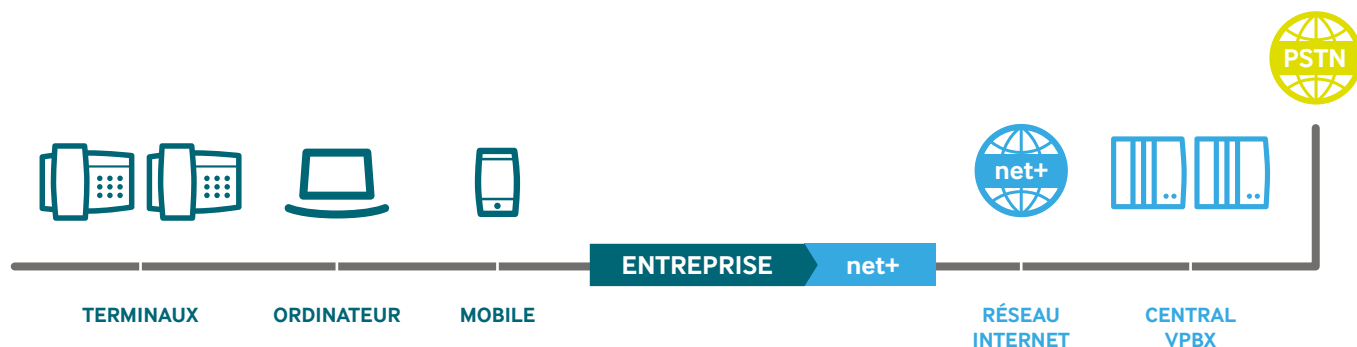 PSTN
net+
ENTREPRISE net+
TERMINAUX ORDINATEUR MOBILE RÉSEAU INTERNET CENTRAL VPBX